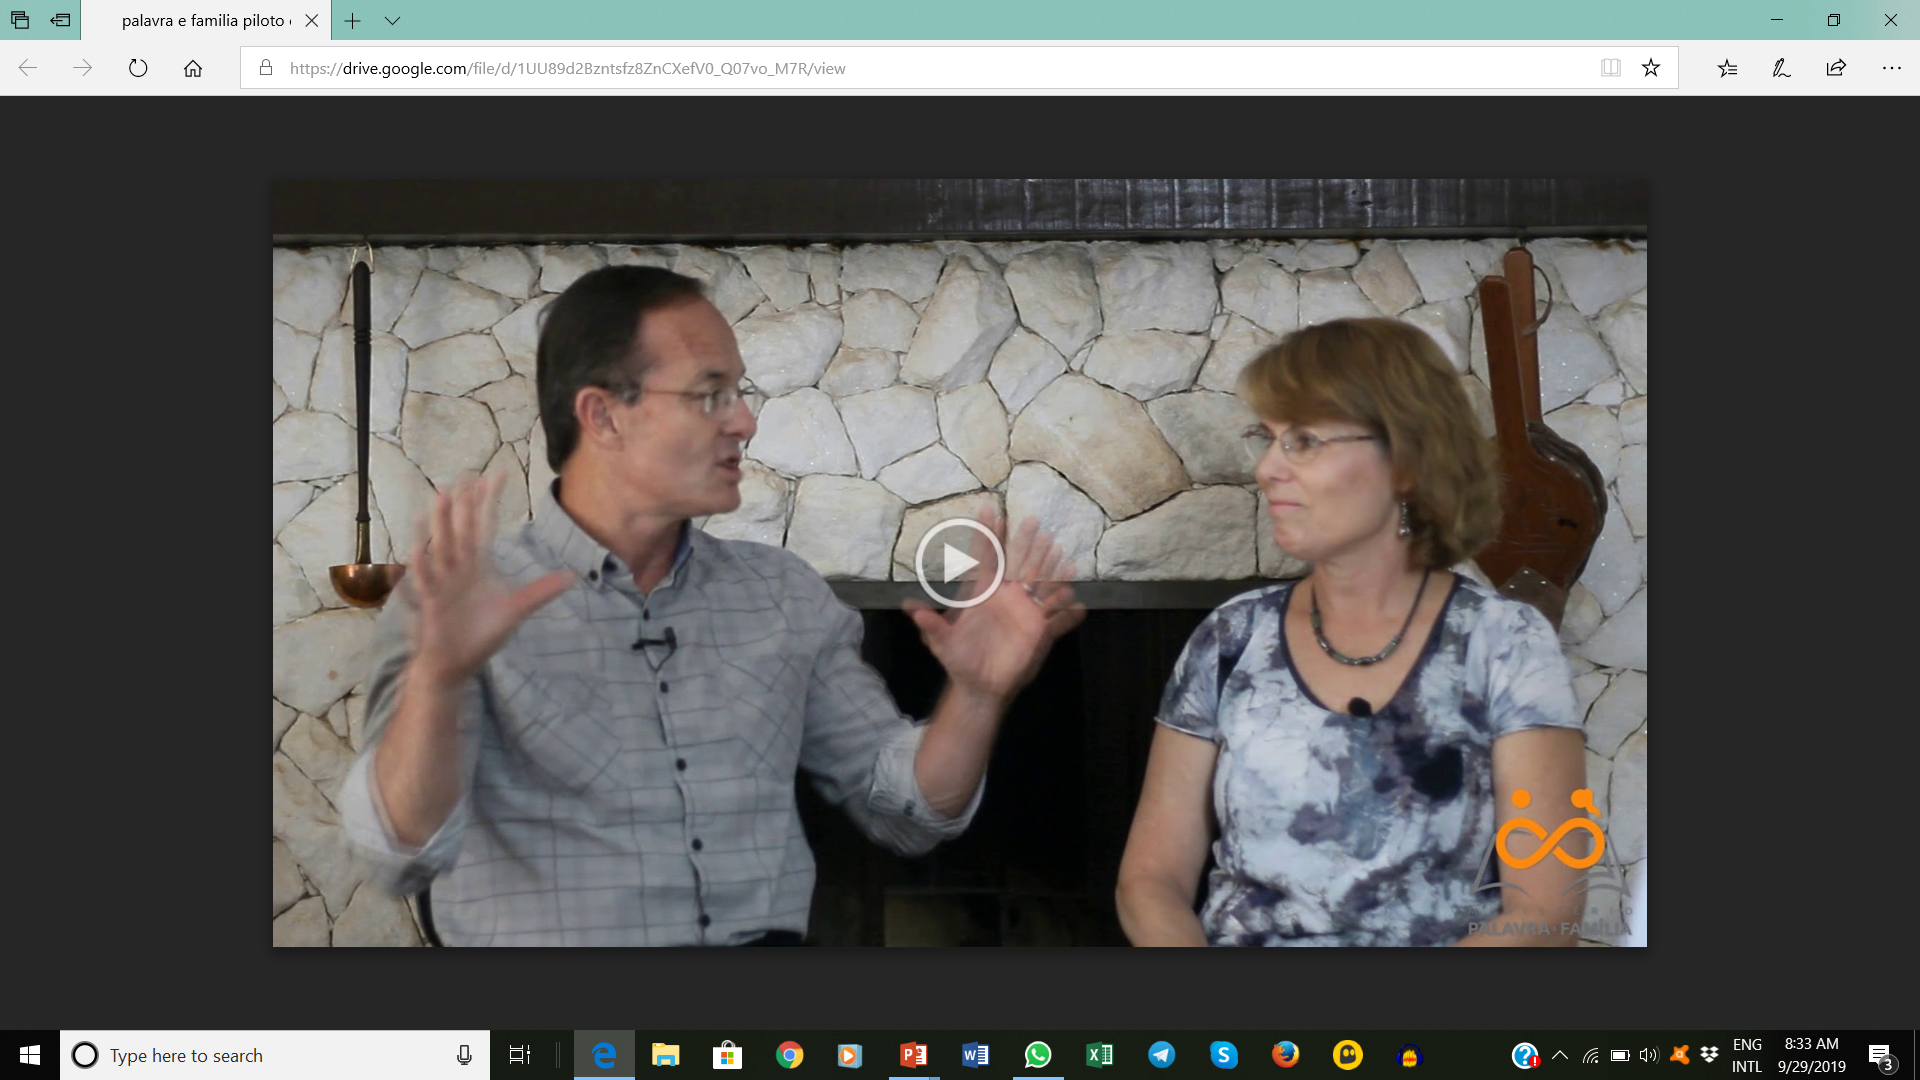 palavra e familia piloto
https://drive.google.com/file/d/1UU89d2Bzntsfz8ZnCXefV0_Q07vo_M7R/view
PALAVRA·FAMÍLIA
Type here to search
ENG
INTL
8:33 AM
9/29/2019
3